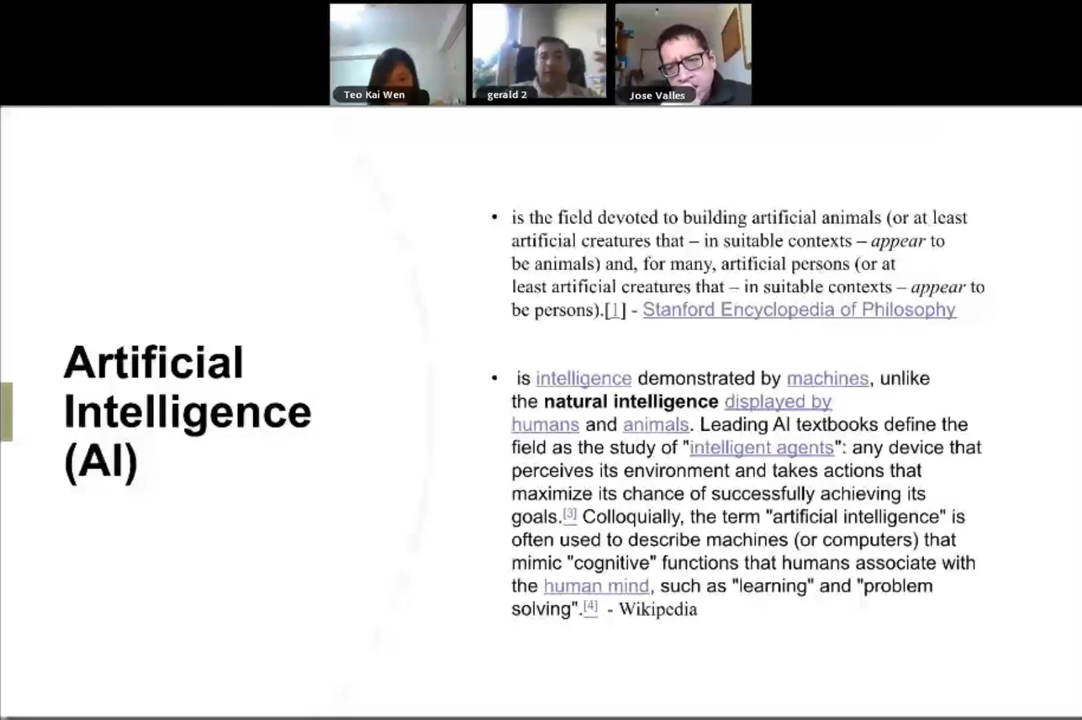 Teo Kai Wen
gerald 2
Jose Valles
Artificial
Intelligence
(AI)
• is the field devoted to building artificial animals (or at least
artificial creatures that – in suitable contexts – appear to
be animals) and, for many, artificial persons (or at
least artificial creatures that – in suitable contexts – appear to
be persons).[1] - Stanford Encyclopedia of Philosophy
• is intelligence demonstrated by machines, unlike
the natural intelligence displayed by
humans and animals. Leading AI textbooks define the
field as the study of "intelligent agents": any device that
perceives its environment and takes actions that
maximize its chance of successfully achieving its
goals.[3] Colloquially, the term "artificial intelligence" is
often used to describe machines (or computers) that
mimic "cognitive" functions that humans associate with
the human mind, such as "learning" and "problem
solving".[4] - Wikipedia